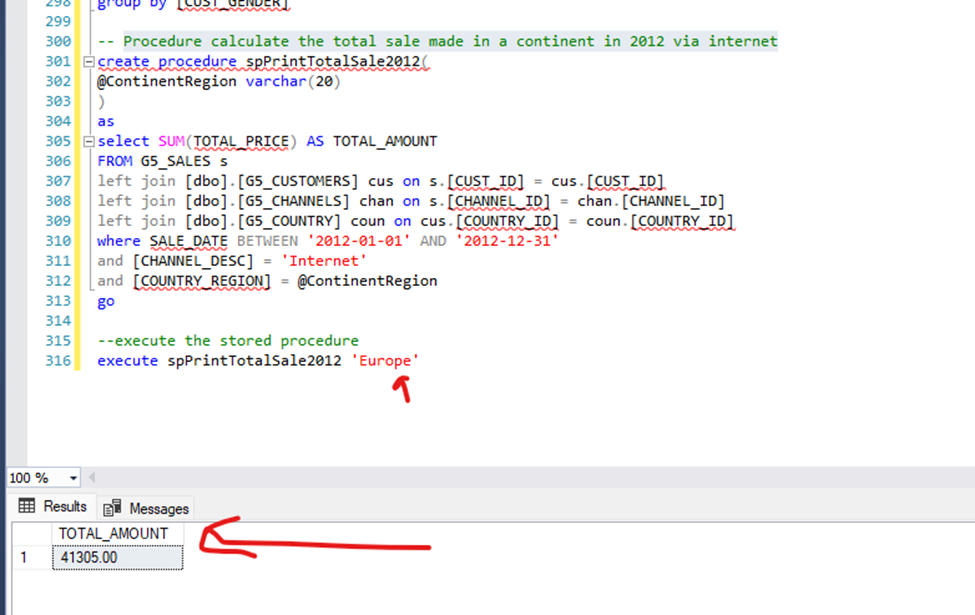 298 group by [CUST_GENDER]
299
300 -- Procedure calculate the total sale made in a continent in 2012 via internet
301 create procedure spPrintTotalSale2012(
302 @ContinentRegion varchar(20)
303 )
304 as
305 select SUM(TOTAL_PRICE) AS TOTAL_AMOUNT
306 FROM G5_SALES s
307 left join [dbo].[G5_CUSTOMERS] cus on s.[CUST_ID] = cus.[CUST_ID]
308 left join [dbo].[G5_CHANNELS] chan on s.[CHANNEL_ID] = chan.[CHANNEL_ID]
309 left join [dbo].[G5_COUNTRY] coun on cus.[COUNTRY_ID] = coun.[COUNTRY_ID]
310 where SALE_DATE BETWEEN '2012-01-01' AND '2012-12-31'
311 and [CHANNEL_DESC] = 'Internet'
312 and [COUNTRY_REGION] = @ContinentRegion
313 go
314
315 --execute the stored procedure
316 execute spPrintTotalSale2012 'Europe'
100 %
Results Messages
TOTAL_AMOUNT
1 41305.00